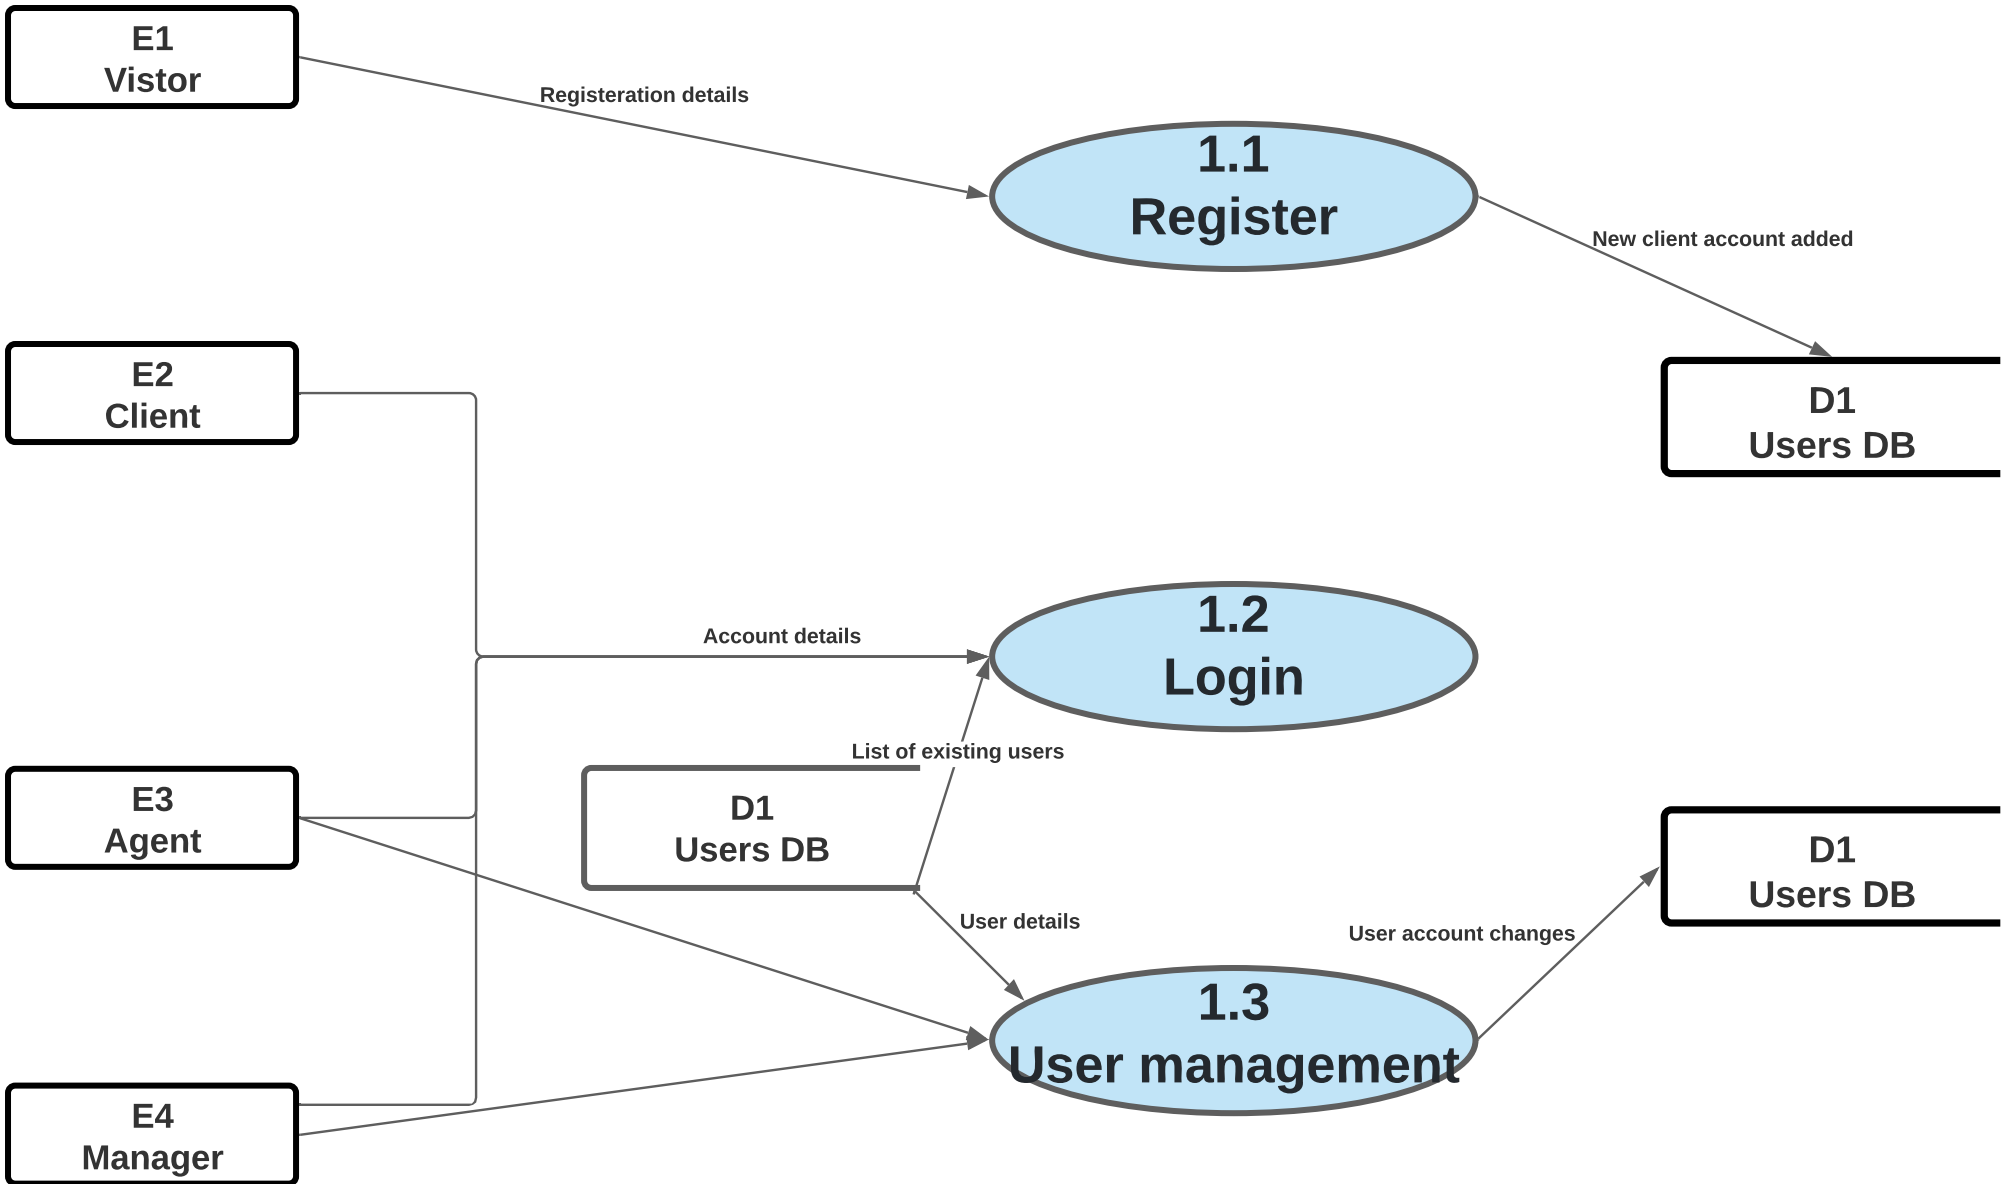 E1
Vistor
Registeration details
1.1
Register
New client account added
E2
Client
D1
Users DB
1.2
Login
Account details
List of existing users
E3
Agent
D1
Users DB
D1
Users DB
User details
User account changes
1.3
User management
E4
Manager